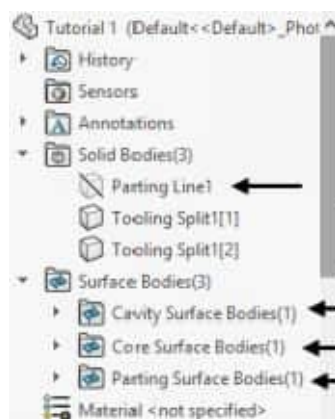 Tutorial 1 (Default<<Default>_Phot
History
Sensors
Annotations
Solid Bodies(3)
Parting Line1
Tooling Split1[1]
Tooling Split1[2]
Surface Bodies(3)
Cavity Surface Bodies(1)
Core Surface Bodies(1)
Parting Surface Bodies(1)
Material <not specified>